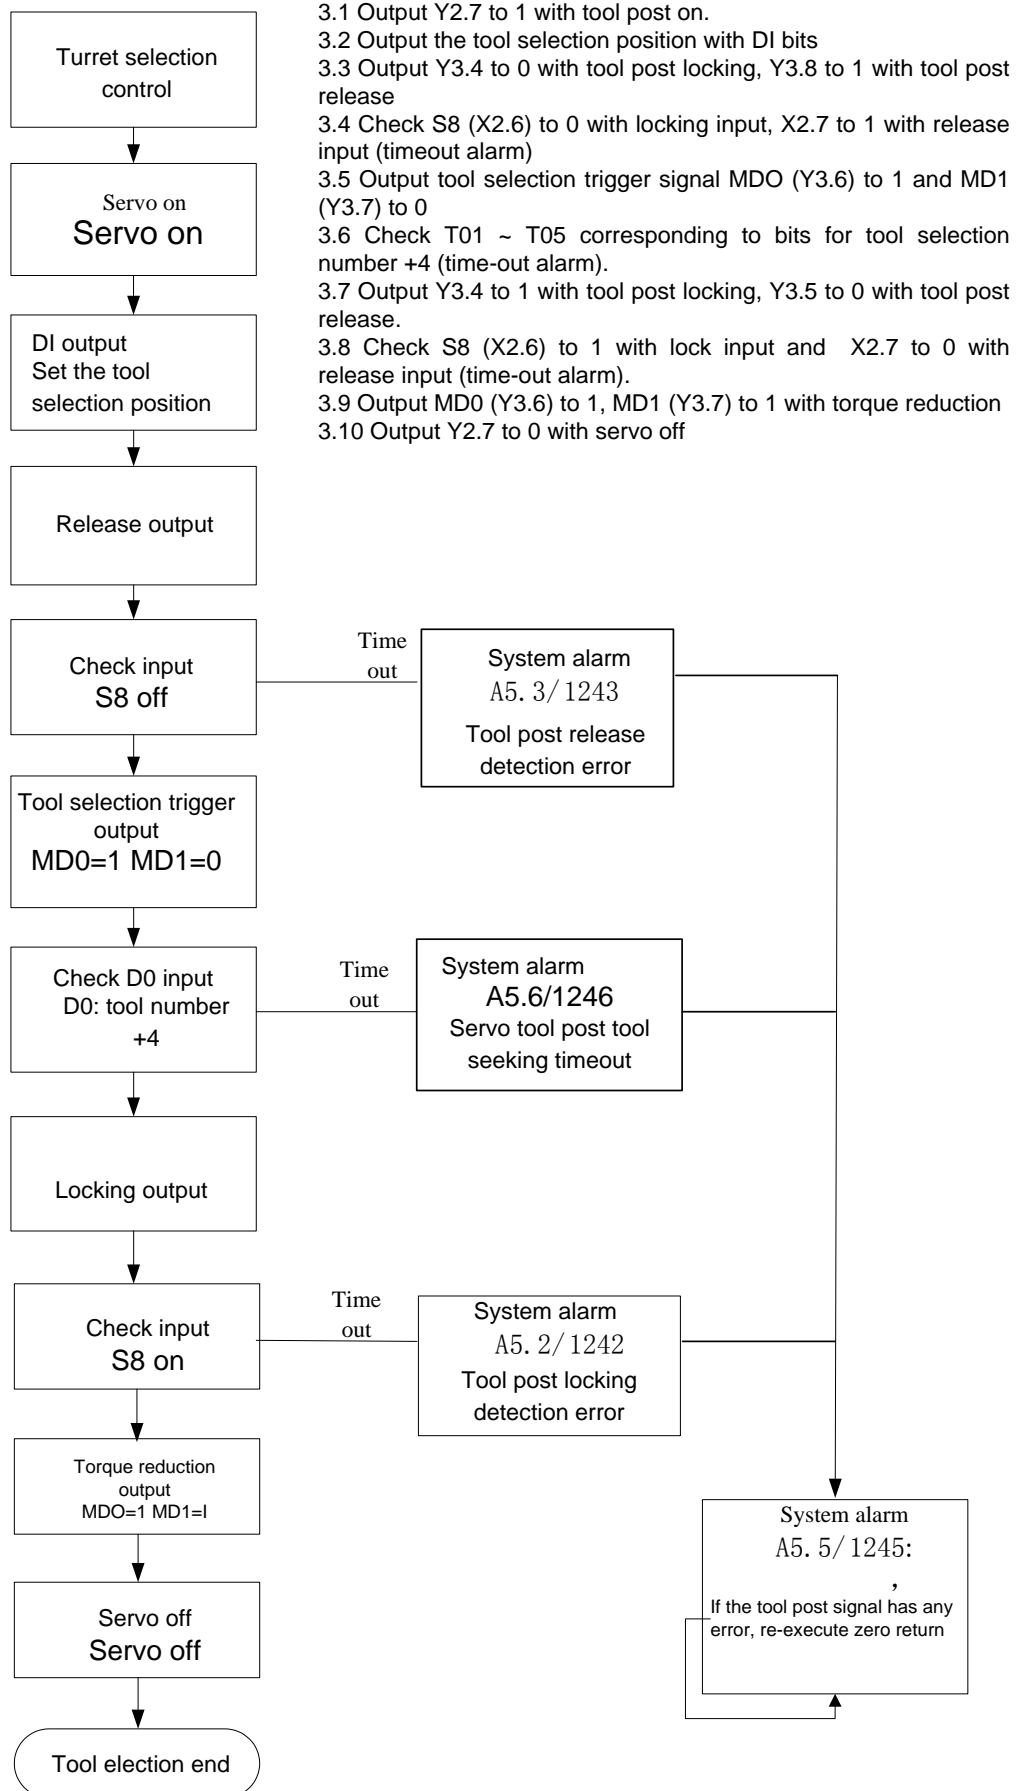 3.1 Output Y2.7 to 1 with tool post on.
3.2 Output the tool selection position with DI bits
3.3 Output Y3.4 to 0 with tool post locking, Y3.8 to 1 with tool post
release
3.4 Check S8 (X2.6) to 0 with locking input, X2.7 to 1 with release
input (timeout alarm)
3.5 Output tool selection trigger signal MDO (Y3.6) to 1 and MD1
(Y3.7) to 0
3.6 Check T01 ~ T05 corresponding to bits for tool selection
number +4 (time-out alarm).
3.7 Output Y3.4 to 1 with tool post locking, Y3.5 to 0 with tool post
release.
3.8 Check S8 (X2.6) to 1 with lock input and X2.7 to 0 with
release input (time-out alarm).
3.9 Output MD0 (Y3.6) to 1, MD1 (Y3.7) to 1 with torque reduction
3.10 Output Y2.7 to 0 with servo off
Turret selection
control
Servo on
Servo on
DI output
Set the tool
selection position
Release output
Check input
S8 off
Time
out
System alarm
A5.3/1243
Tool post release
detection error
Tool selection trigger
output
MD0=1 MD1=0
Check D0 input
D0: tool number
+4
Time
out
System alarm
A5.6/1246
Servo tool post tool
seeking timeout
Locking output
Check input
S8 on
Time
out
System alarm
A5.2/1242
Tool post locking
detection error
Torque reduction
output
MDO=1 MD1=I
System alarm
A5.5/1245:
,
If the tool post signal has any
error, re-execute zero return
Servo off
Servo off
Tool election end